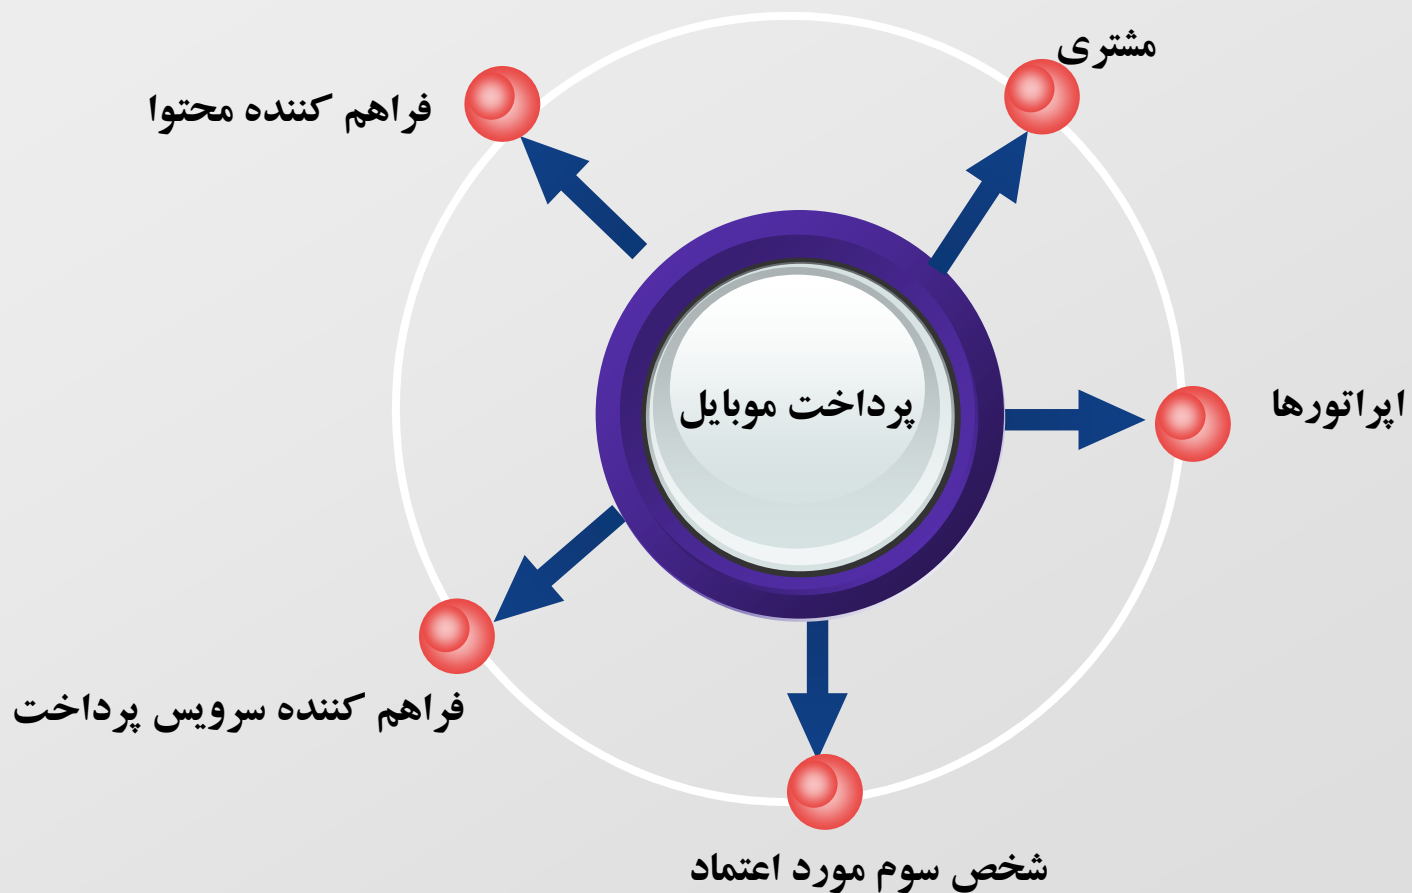 مشتری
فراهم کننده محتوا
پرداخت موبایل
اپراتورها
فراهم کننده سرویس پرداخت
شخص سوم مورد اعتماد